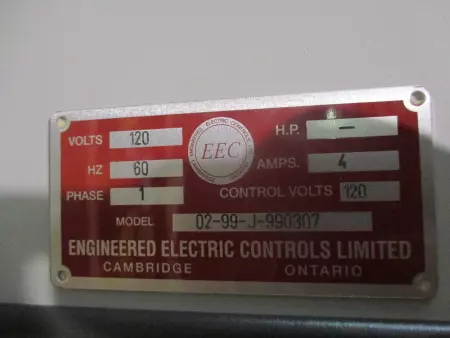 VOLTS 120
HZ 60
PHASE 1
EEC
H.P. -
AMPS. 4
CONTROL VOLTS 120
MODEL 02-99-J-990307
ENGINEERED ELECTRIC CONTROLS LIMITED
CAMBRIDGE ONTARIO